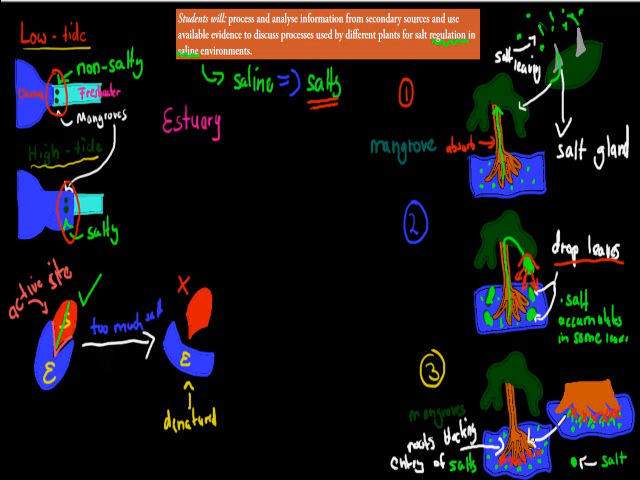 Students will: process and analyse information from secondary sources and use
available evidence to discuss processes used by different plants for salt regulation in
saline environments.
saline => salty
Low-tide
non-salty
Ocean
Freshwater
Mangroves
High-tide
salty
Estuary
active site
S
E
too much salt
E
denatured
1
salt leaving
mangrove
absorb
salt gland
2
drop leaves
• salt
accumulates
in some leaves
3
mangroves
roots blocking
entry of salts
salt